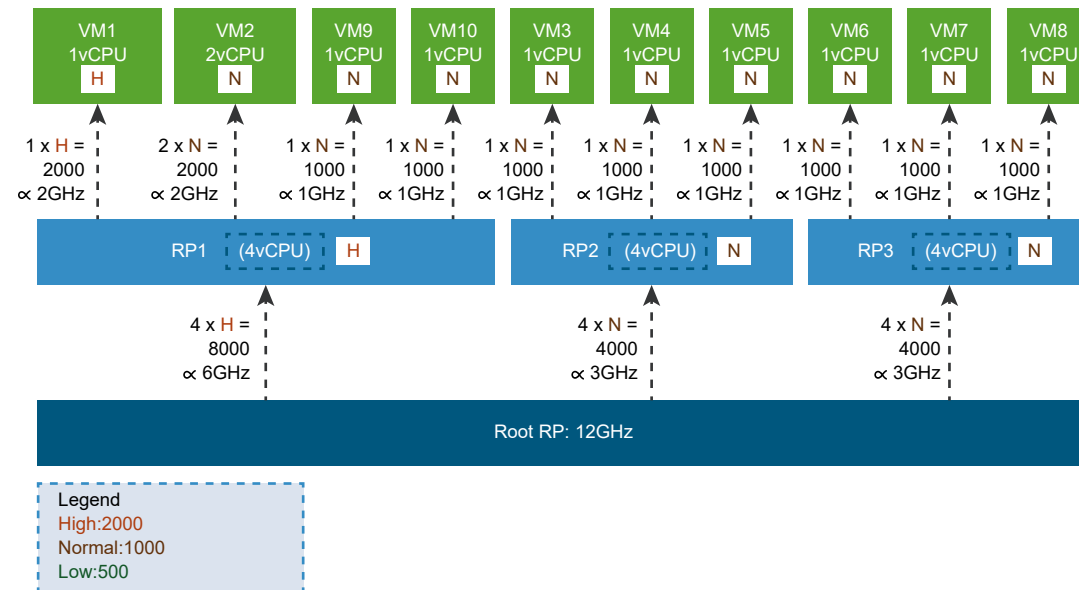 VM1
1vCPU
H
VM2
2vCPU
N
VM9
1vCPU
N
VM10
1vCPU
N
VM3
1vCPU
N
VM4
1vCPU
N
VM5
1vCPU
N
VM6
1vCPU
N
VM7
1vCPU
N
VM8
1vCPU
N
1 x H =
2000
∝ 2GHz
2 x N =
2000
∝ 2GHz
1 x N =
1000
∝ 1GHz
1 x N =
1000
∝ 1GHz
1 x N =
1000
∝ 1GHz
1 x N =
1000
∝ 1GHz
1 x N =
1000
∝ 1GHz
1 x N =
1000
∝ 1GHz
1 x N =
1000
∝ 1GHz
1 x N =
1000
∝ 1GHz
RP1 (4vCPU) H
RP2 (4vCPU) N
RP3 (4vCPU) N
4 x H =
8000
∝ 6GHz
4 x N =
4000
∝ 3GHz
4 x N =
4000
∝ 3GHz
Root RP: 12GHz
Legend
High:2000
Normal:1000
Low:500